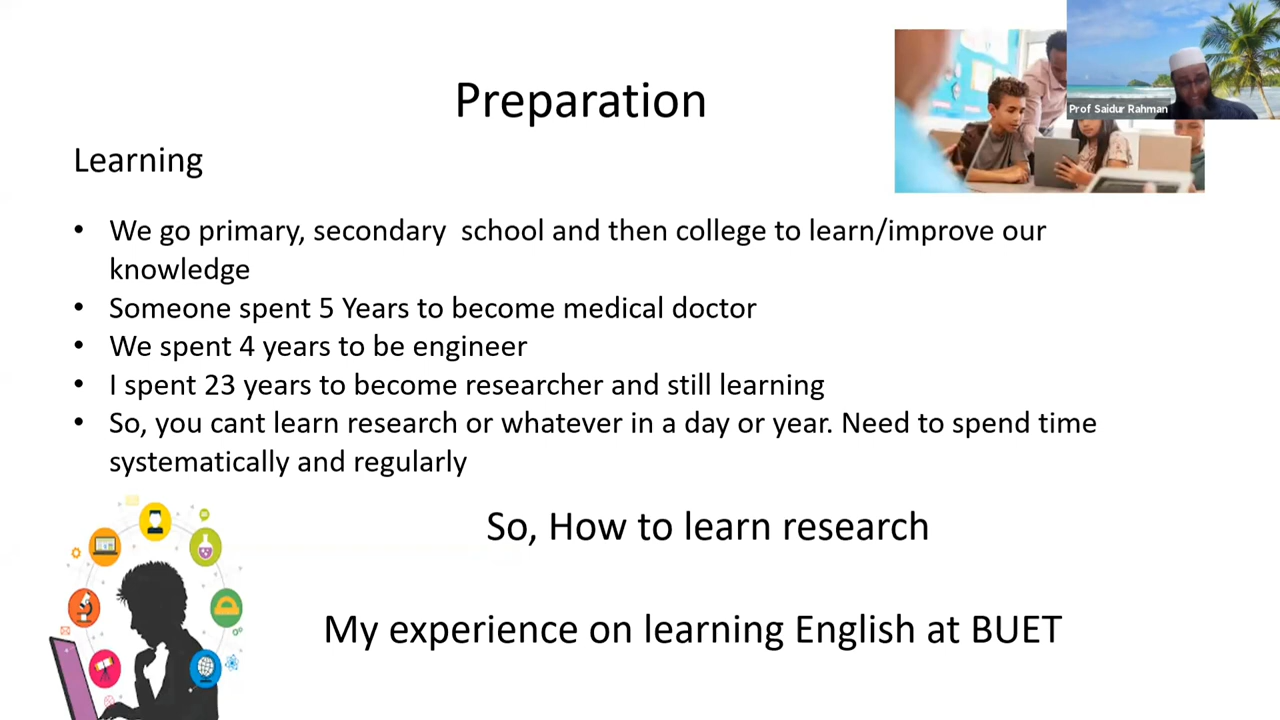 Preparation
Prof Saidur Rahman
Learning
• We go primary, secondary  school and then college to learn/improve our
knowledge
• Someone spent 5 Years to become medical doctor
• We spent 4 years to be engineer
• I spent 23 years to become researcher and still learning
• So, you cant learn research or whatever in a day or year. Need to spend time
systematically and regularly
So, How to learn research
My experience on learning English at BUET